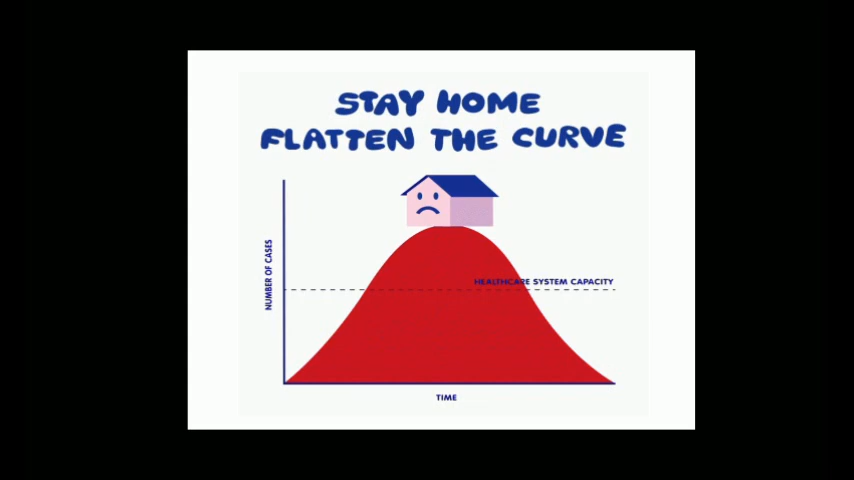 STAY HOME
FLATTEN THE CURVE
HEALTHCARE SYSTEM CAPACITY
NUMBER OF CASES
TIME